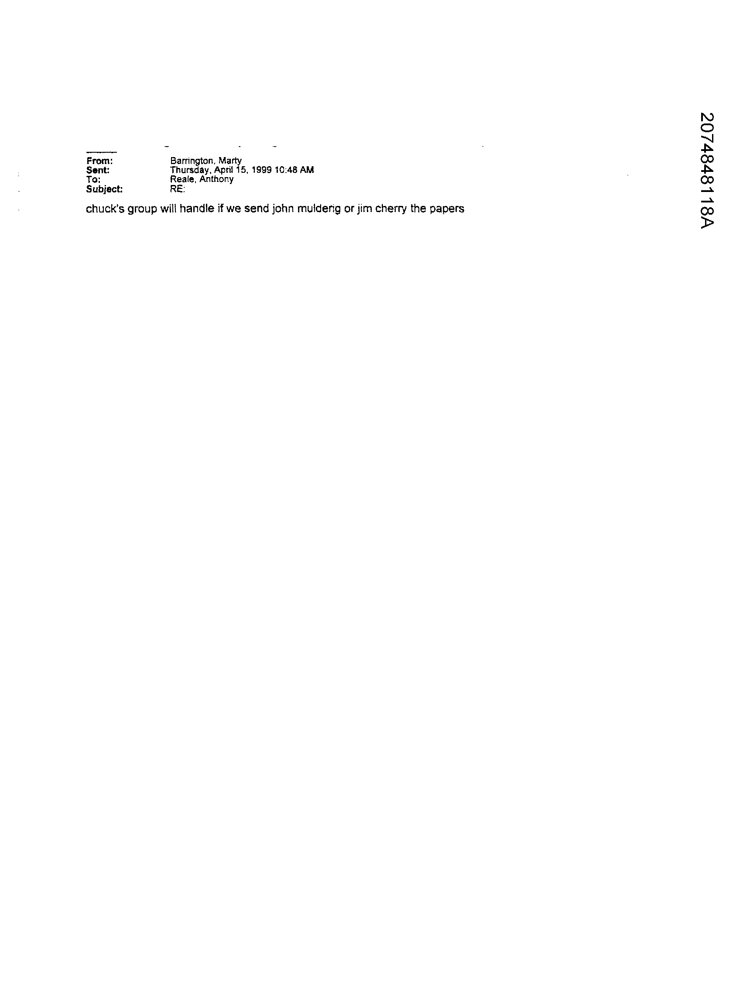 From: Barrington, Marty
Sent: Thursday, April 15, 1999 10:48 AM
To: Reale, Anthony
Subject: RE:
chuck's group will handle if we send john mulderig or jim cherry the papers
2074848118A